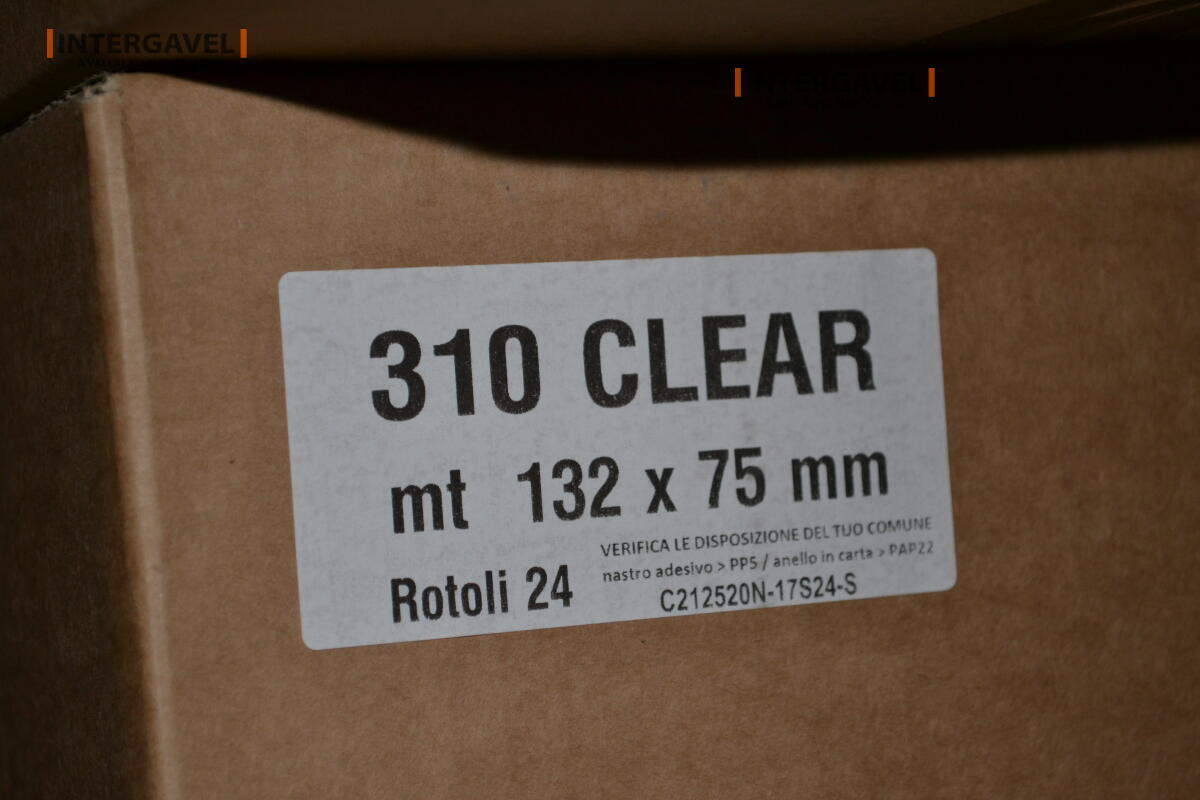 INTERGAVEL
INTERGAVEL
310 CLEAR
mt 132 x 75 mm
VERIFICA LE DISPOSIZIONE DEL TUO COMUNE
nastro adesivo > PP5 / anello in carta > PAP22
Rotoli 24
C212520N-17S24-S